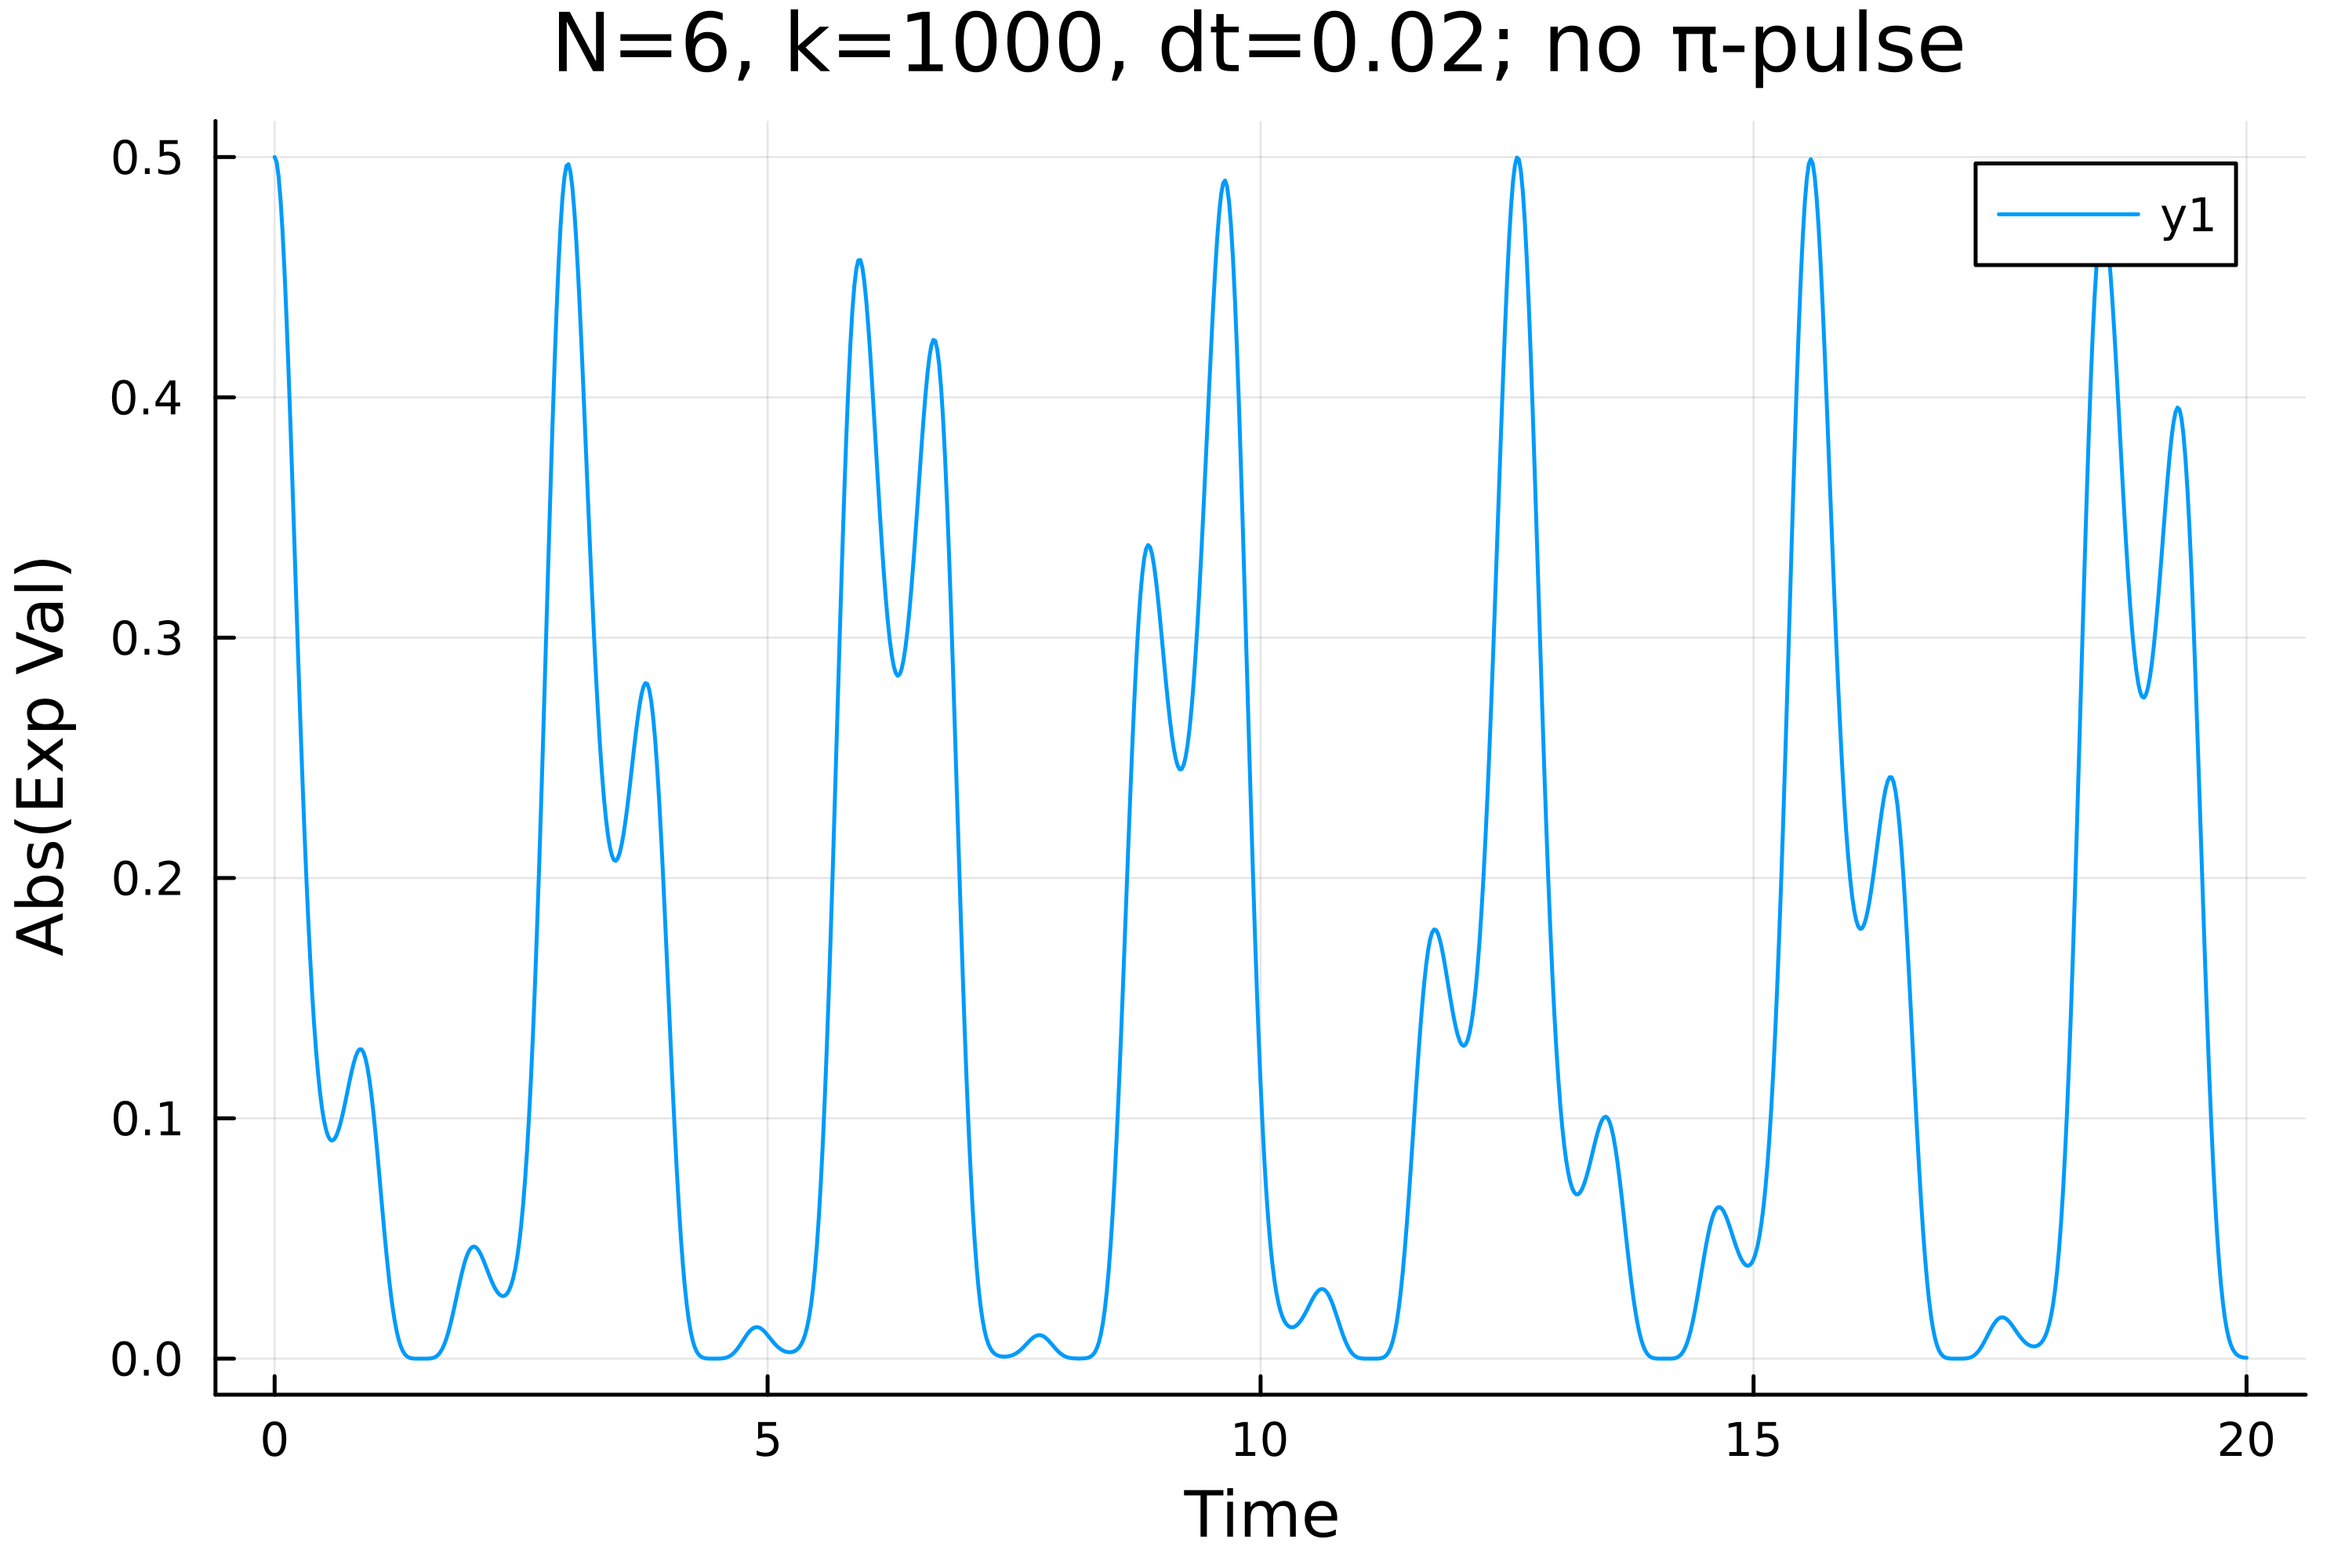 N=6, k=1000, dt=0.02; no π-pulse
0.5
0.4
0.3
0.2
0.1
0.0
Abs(Exp Val)
y1
0 5 10 15 20
Time